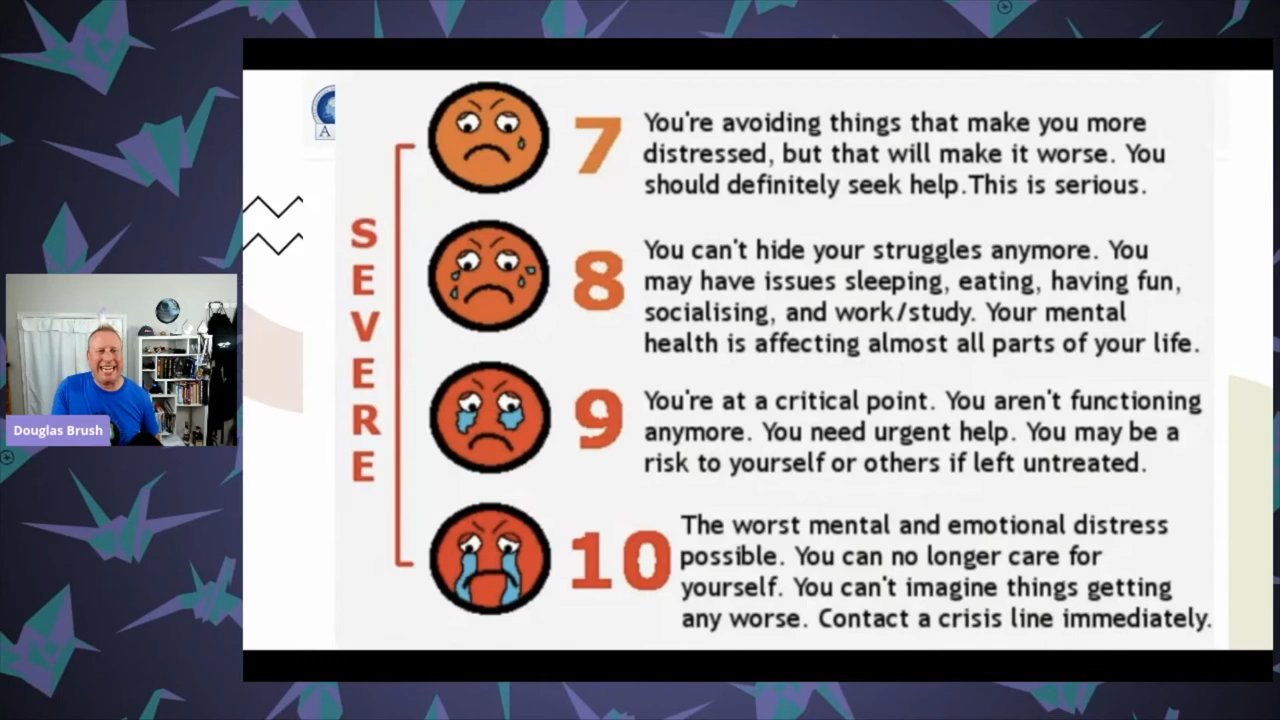 A
SEVERE
7
You're avoiding things that make you more
distressed, but that will make it worse. You
should definitely seek help.This is serious.
8
You can't hide your struggles anymore. You
may have issues sleeping, eating, having fun,
socialising, and work/study. Your mental
health is affecting almost all parts of your life.
9
You're at a critical point. You aren't functioning
anymore. You need urgent help. You may be a
risk to yourself or others if left untreated.
10
The worst mental and emotional distress
possible. You can no longer care for
yourself. You can't imagine things getting
any worse. Contact a crisis line immediately.
Douglas Brush